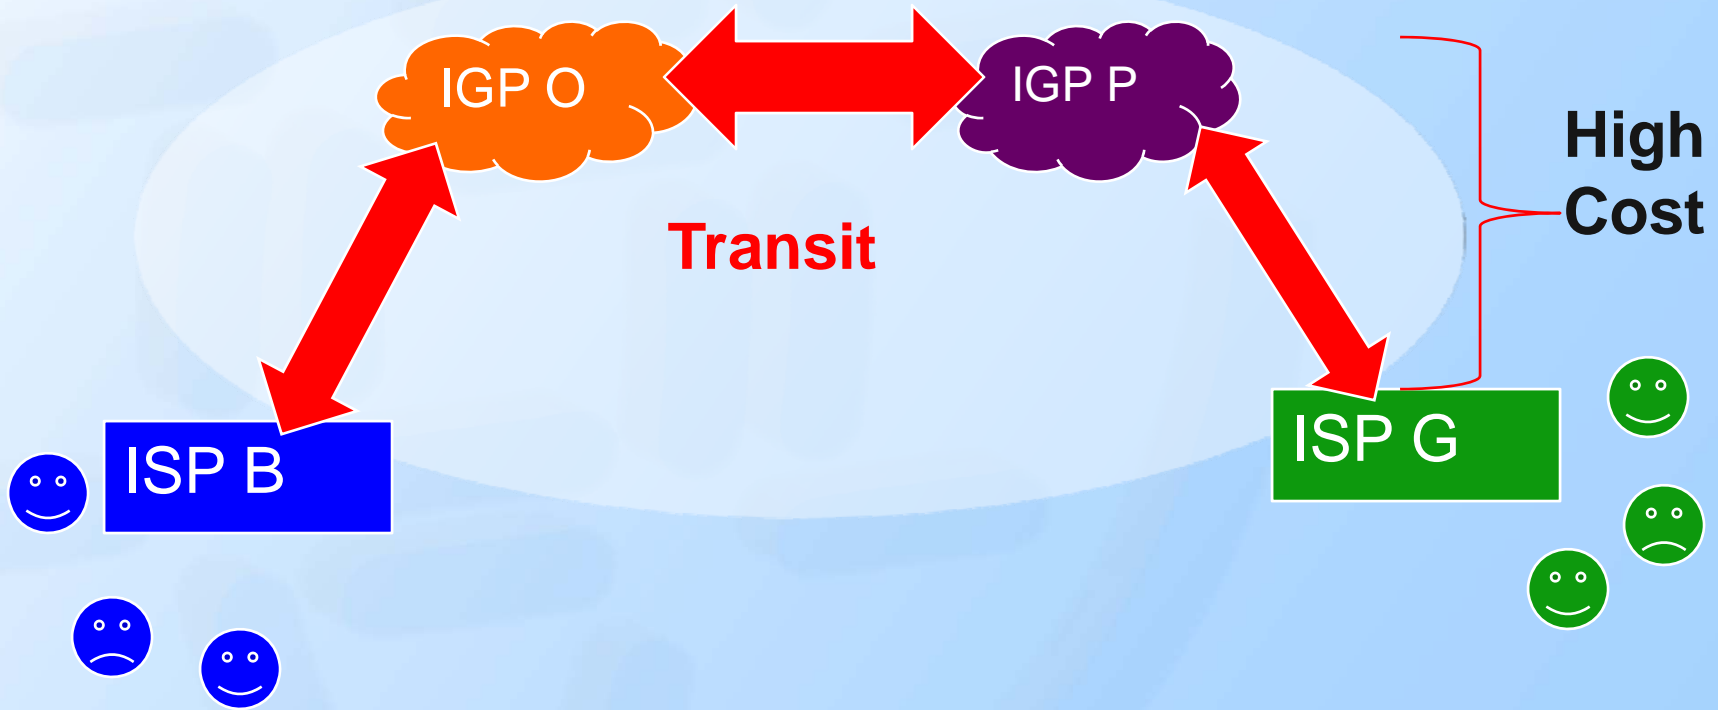 IGP O
IGP P
High
Cost
Transit
ISP B
ISP G